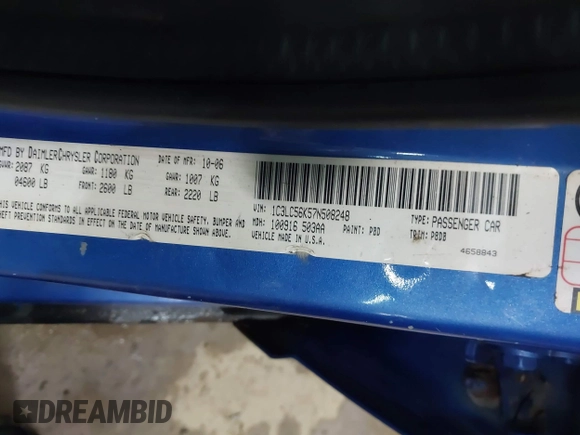 MFD BY DAIMLERCHRYSLER CORPORATION DATE OF MFR 10-06
GVWR: 2087 KG GAWR: 1180 KG GAWR: 1007 KG
04600 LB FRONT: 2600 LB REAR: 2220 LB
THIS VEHICLE CONFORMS TO ALL APPLICABLE FEDERAL MOTOR VEHICLE SAFETY, BUMPER AND
THEFT PREVENTION STANDARDS IN EFFECT ON THE DATE OF MANUFACTURE SHOWN ABOVE.
VIN: 1C3LC56K57N508248 TYPE: PASSENGER CAR
MDH: 100916 503AA PAINT: PBD TRIM: P8DB
VEHICLE MADE IN U.S.A. 4658843
DREAMBID